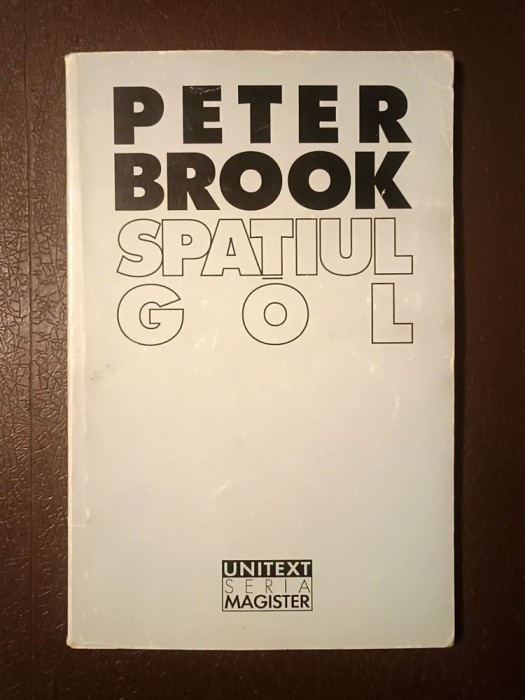 PETER
BROOK
SPAȚIUL
GOL
UNITEXT
SERIA
MAGISTER